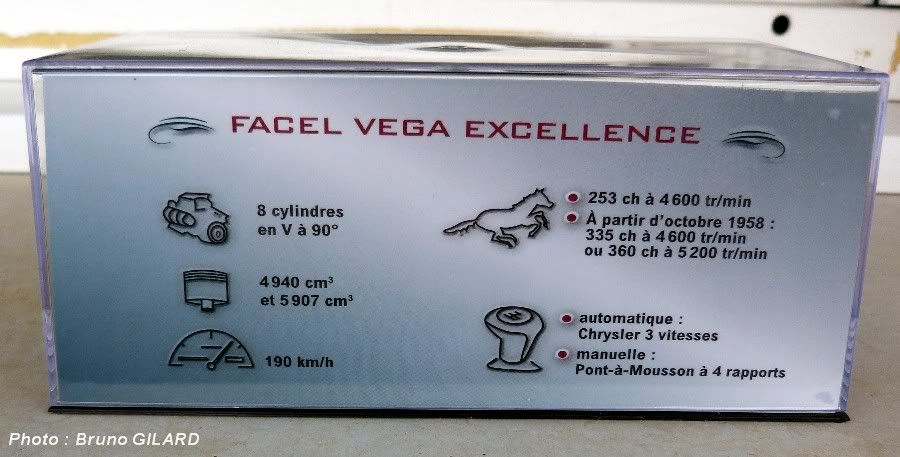 FACEL VEGA EXCELLENCE
8 cylindres
en V à 90°
4 940 cm³
et 5 907 cm³
190 km/h
253 ch à 4 600 tr/min
À partir d'octobre 1958 :
335 ch à 4 600 tr/min
ou 360 ch à 5 200 tr/min
automatique :
Chrysler 3 vitesses
manuelle :
Pont-à-Mousson à 4 rapports
Photo : Bruno GILARD